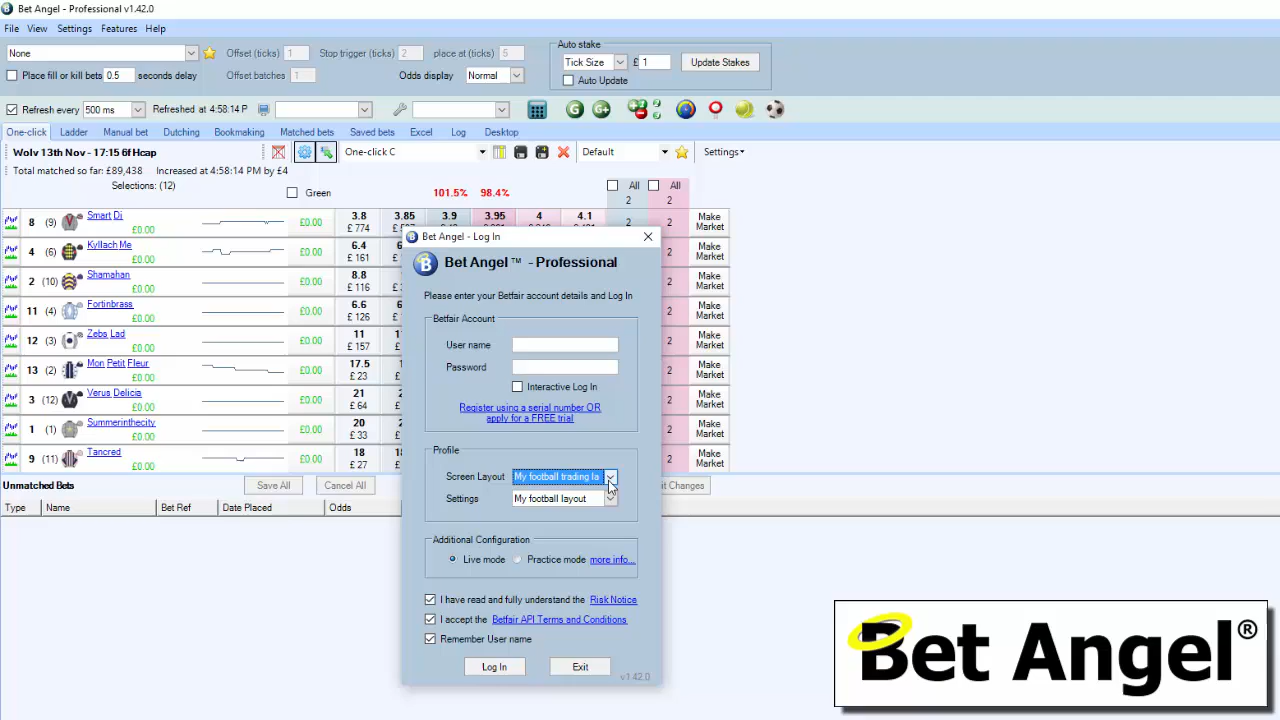 Bet Angel - Professional v1.42.0
File View Settings Features Help
None Offset (ticks) 1 Stop trigger (ticks) 2 place at (ticks) 5
Auto stake
Tick Size £ 1 Update Stakes
Place fill or kill bets 0.5 seconds delay Offset batches 1 Odds display Normal
Auto Update
Refresh every 500 ms Refreshed at 4:58:14 P G G+
One-click Ladder Manual bet Dutching Bookmaking Matched bets Saved bets Excel Log Desktop
Wolv 13th Nov - 17:15 6f Hcap One-click C Default Settings
Total matched so far: £89,438 Increased at 4:58:14 PM by £4
Selections: (12) Green 101.5% 98.4% All All
2 2
8 (9) Smart Di £0.00 £0.00 3.8 3.85 3.9 3.95 4 4.1 2 2 Make Market
£ 774
4 (6) Kyllach Me £0.00 £0.00 6.4 £ 161 2 Make Market
2 (10) Shamahan £0.00 £0.00 8.8 £ 116 2 Make Market
11 (4) Fortinbrass £0.00 £0.00 6.6 £ 126 2 Make Market
12 (3) Zebs Lad £0.00 £0.00 11 £ 157 2 Make Market
13 (2) Mon Petit Fleur £0.00 £0.00 17.5 £ 23 2 Make Market
3 (12) Verus Delicia £0.00 £0.00 21 £ 64 2 Make Market
1 (1) Summerinthecity £0.00 £0.00 20 £ 33 2 Make Market
9 (11) Tancred £0.00 £0.00 18 £ 27 2 Make Market
Unmatched Bets Save All Cancel All Changes
Type Name Bet Ref Date Placed Odds
Bet Angel - Log In
B Bet Angel ™ - Professional
Please enter your Betfair account details and Log In
Betfair Account
User name
Password
Interactive Log In
Register using a serial number OR
apply for a FREE trial
Profile
Screen Layout My football trading la
Settings My football layout
Additional Configuration
Live mode Practice mode more info...
I have read and fully understand the Risk Notice
I accept the Betfair API Terms and Conditions
Remember User name
Log In Exit
v1.42.0
Bet Angel®